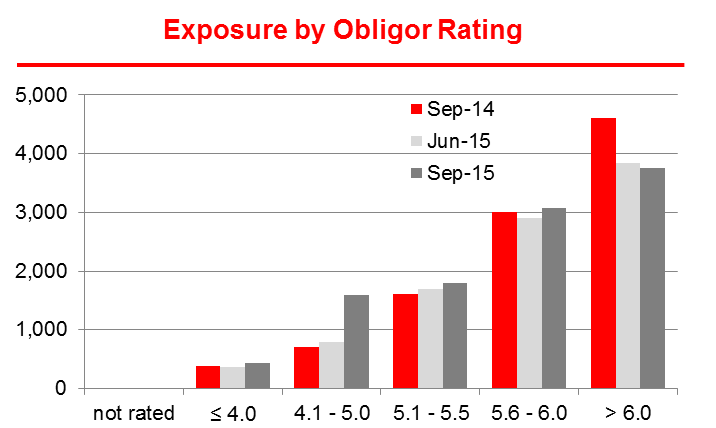 Exposure by Obligor Rating
5,000
4,000
3,000
2,000
1,000
0
Sep-14
Jun-15
Sep-15
not rated
≤ 4.0
4.1 - 5.0
5.1 - 5.5
5.6 - 6.0
> 6.0